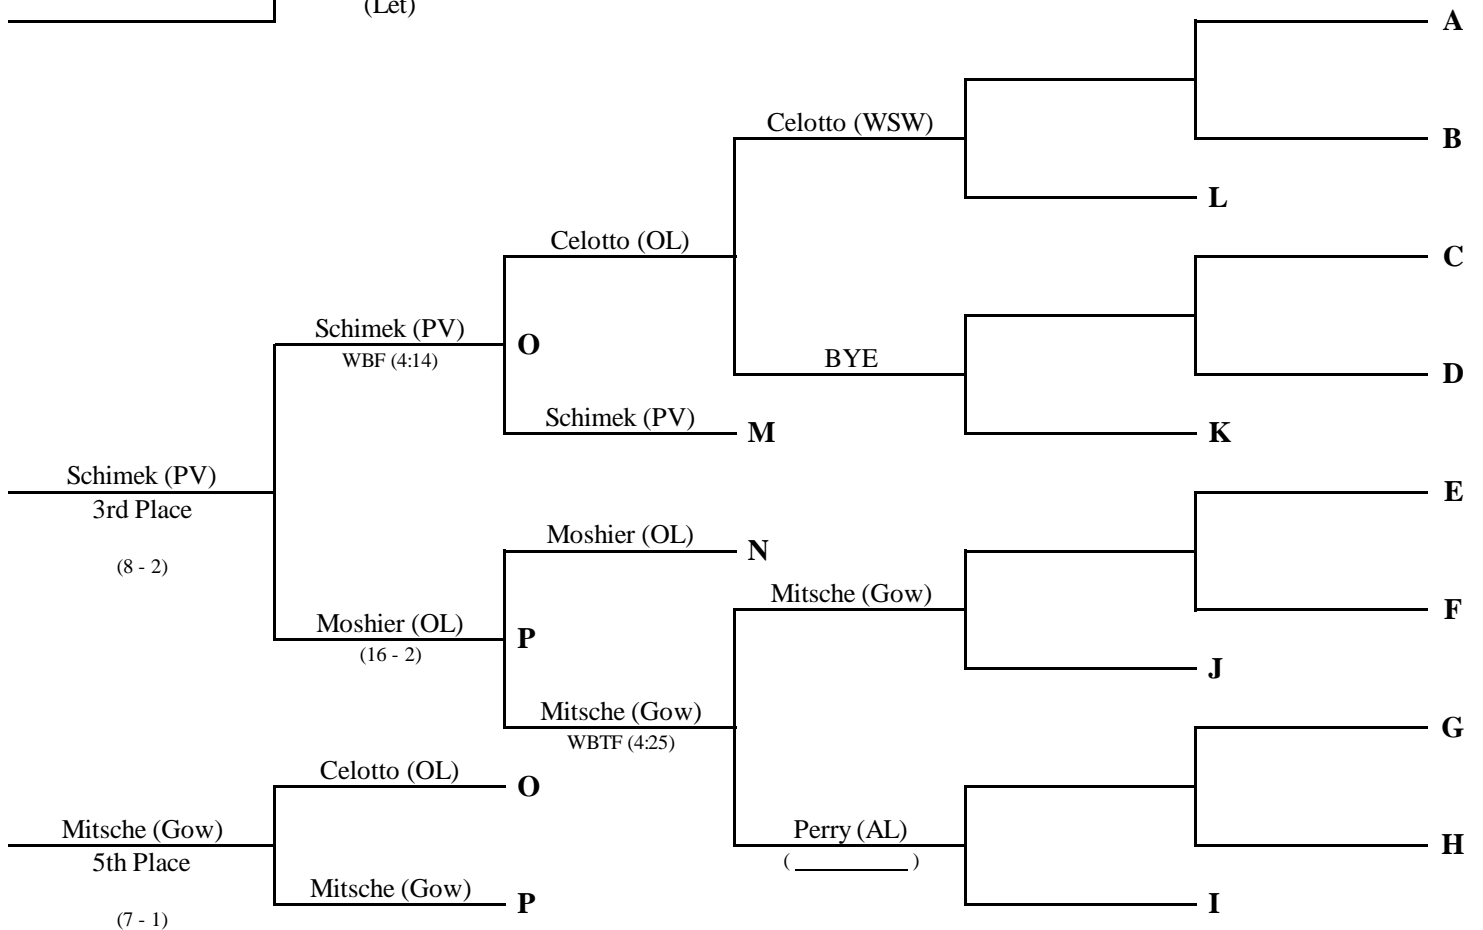 (Let)
A
Celotto (WSW)
B
L
Celotto (OL)
C
Schimek (PV)
O
WBF (4:14)
BYE
D
Schimek (PV)
M
K
Schimek (PV)
E
3rd Place
Moshier (OL)
N
(8 - 2)
Mitsche (Gow)
F
Moshier (OL)
P
(16 - 2)
J
Mitsche (Gow)
G
WBTF (4:25)
Celotto (OL)
O
Mitsche (Gow)
Perry (AL)
H
5th Place
( __________ )
Mitsche (Gow)
P
I
(7 - 1)